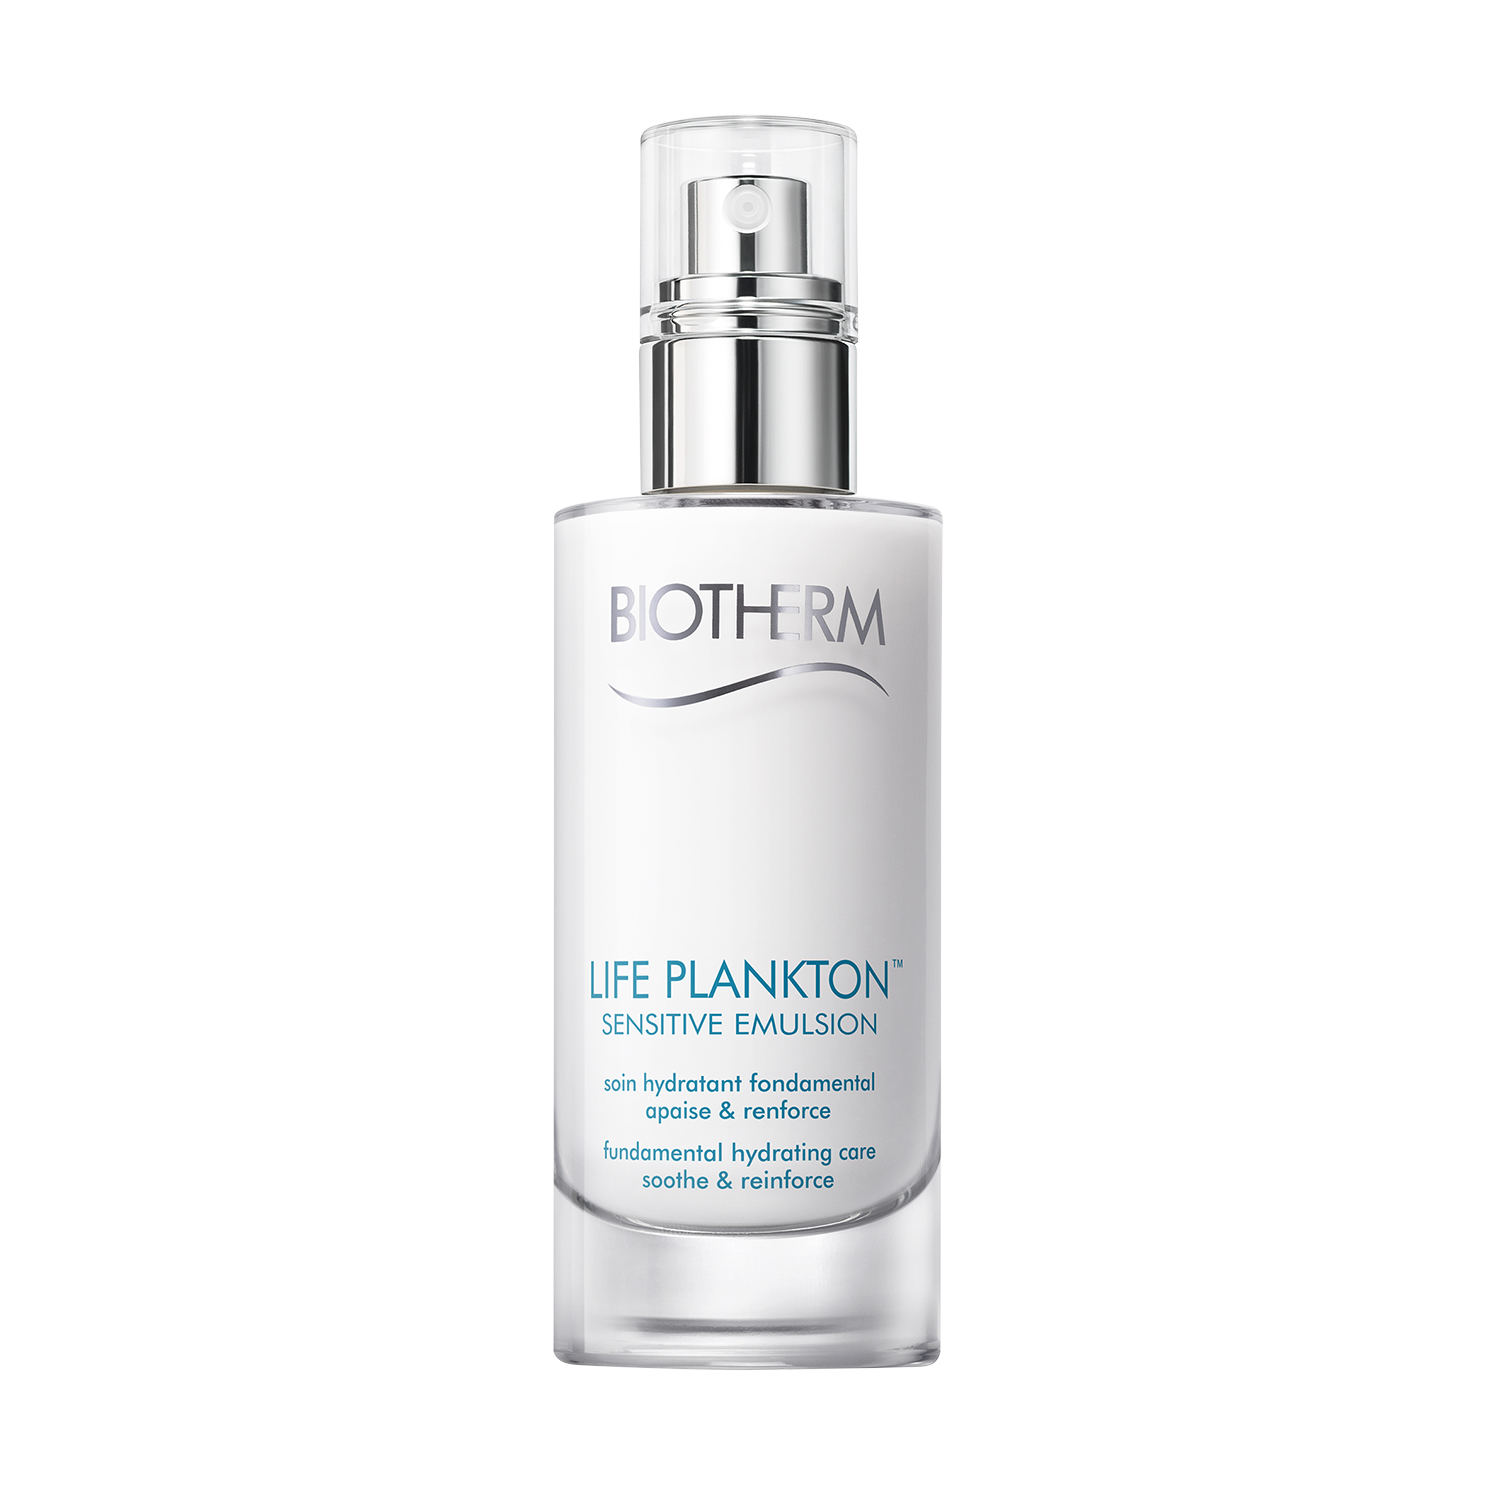 BIOTHERM
LIFE PLANKTON™
SENSITIVE EMULSION
soin hydratant fondamental
apaise & renforce
fundamental hydrating care
soothe & reinforce